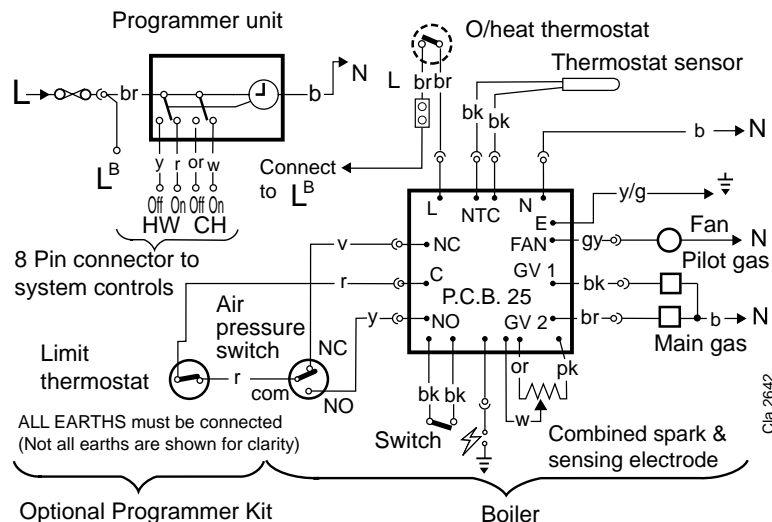 Programmer unit
O/heat thermostat
Thermostat sensor
L
br
b
N
L
br
br
bk
bk
b
N
L^B
y
r
or
w
Off
On
Off
On
HW
CH
Connect
to L^B
8 Pin connector to
system controls
L
NTC
N
E
y/g
NC
FAN
gy
Fan
N
v
C
GV 1
bk
Pilot gas
r
P.C.B. 25
NO
GV 2
br
b
N
y
Main gas
Air
pressure
switch
NC
Limit
thermostat
r
com
NO
bk
bk
or
pk
w
Switch
Combined spark &
sensing electrode
ALL EARTHS must be connected
(Not all earths are shown for clarity)
Optional Programmer Kit
Boiler
Cla 2642